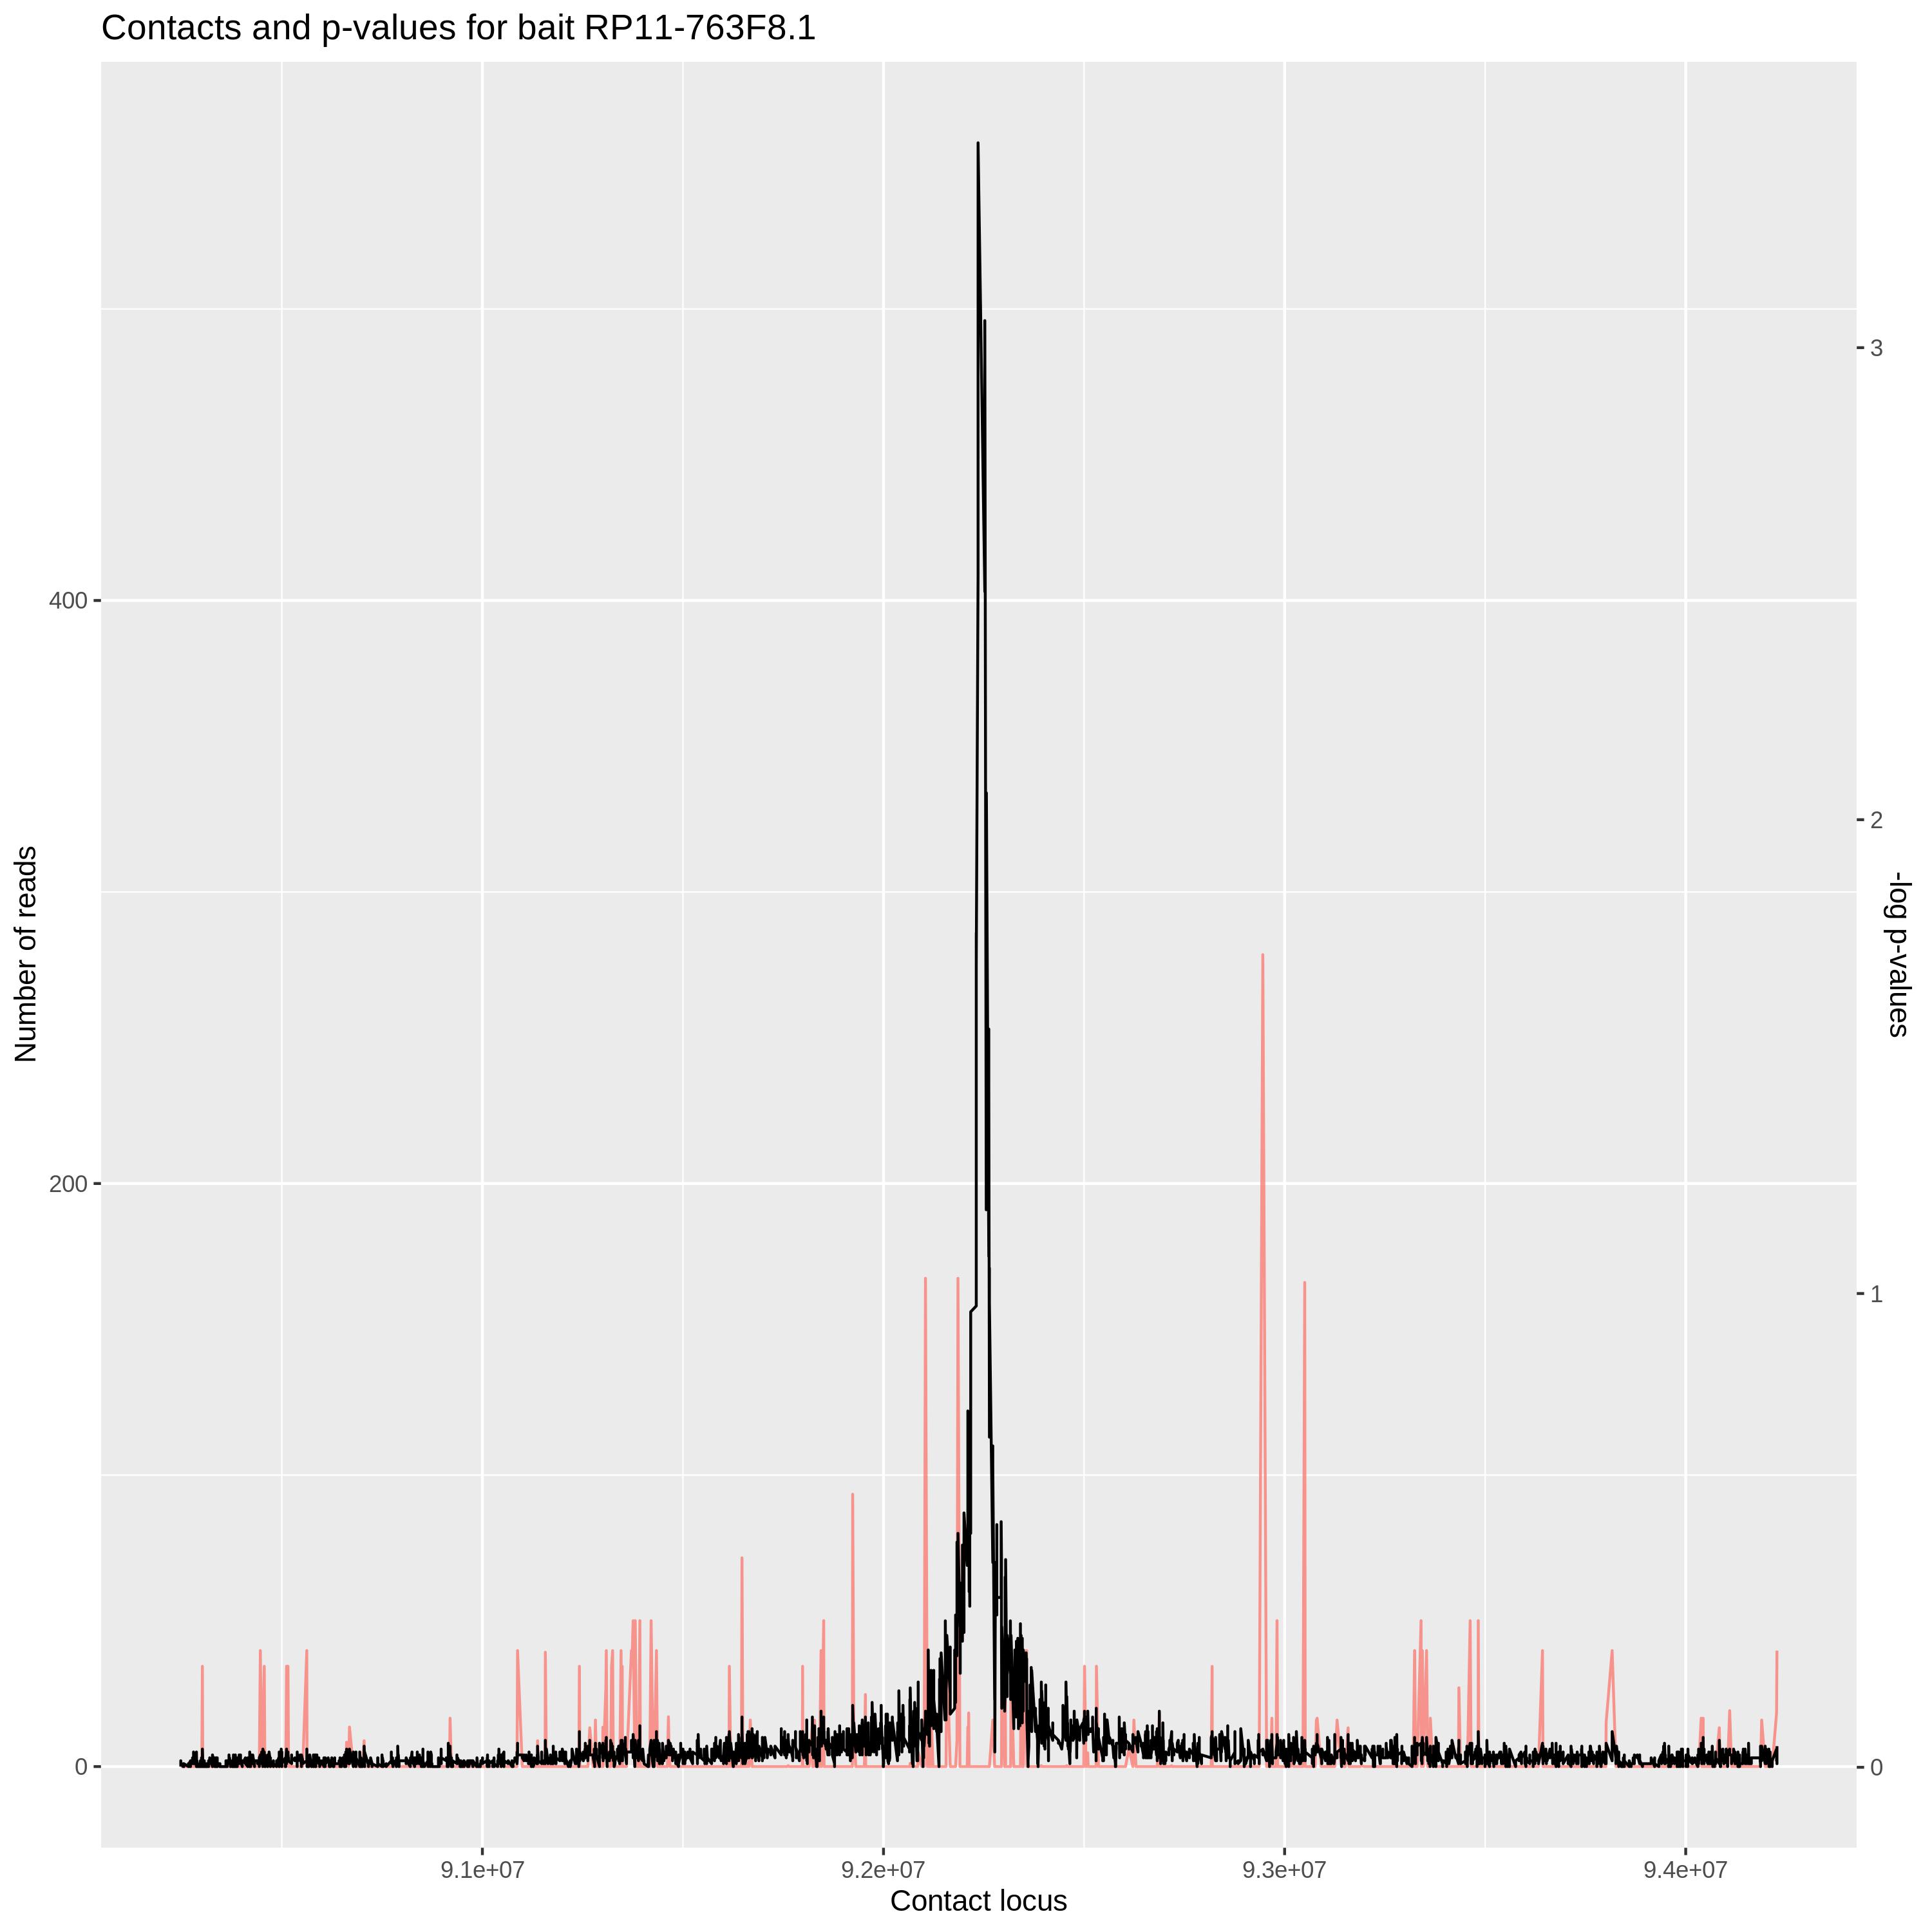 Contacts and p-values for bait RP11-763F8.1
Number of reads
400
200
0
3
2
1
0
-log p-values
9.1e+07 9.2e+07 9.3e+07 9.4e+07
Contact locus